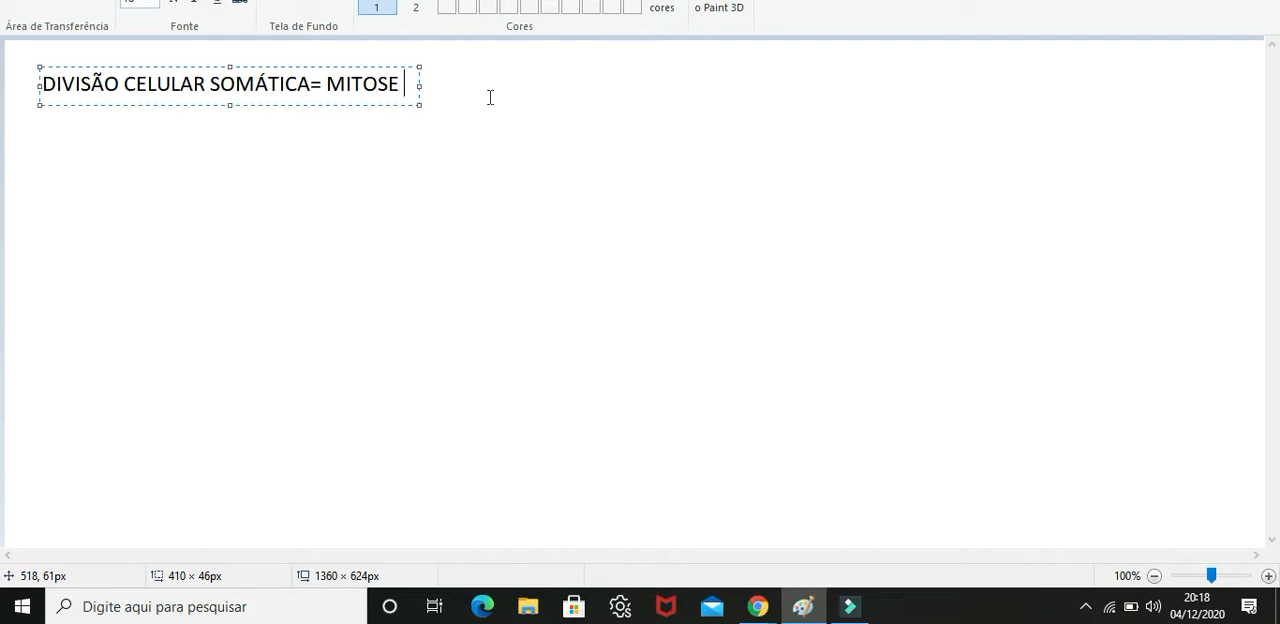 1
2
cores
o Paint 3D
Área de Transferência
Fonte
Tela de Fundo
Cores
DIVISÃO CELULAR SOMÁTICA= MITOSE
518, 61px
410 × 46px
1360 × 624px
100%
Digite aqui para pesquisar
20:18
04/12/2020